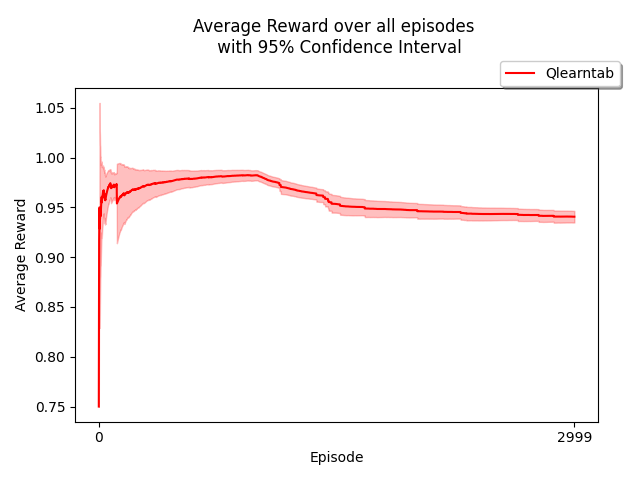 Average Reward over all episodes
with 95% Confidence Interval
Qlearntab
1.05
1.00
0.95
0.90
0.85
0.80
0.75
Average Reward
0
2999
Episode